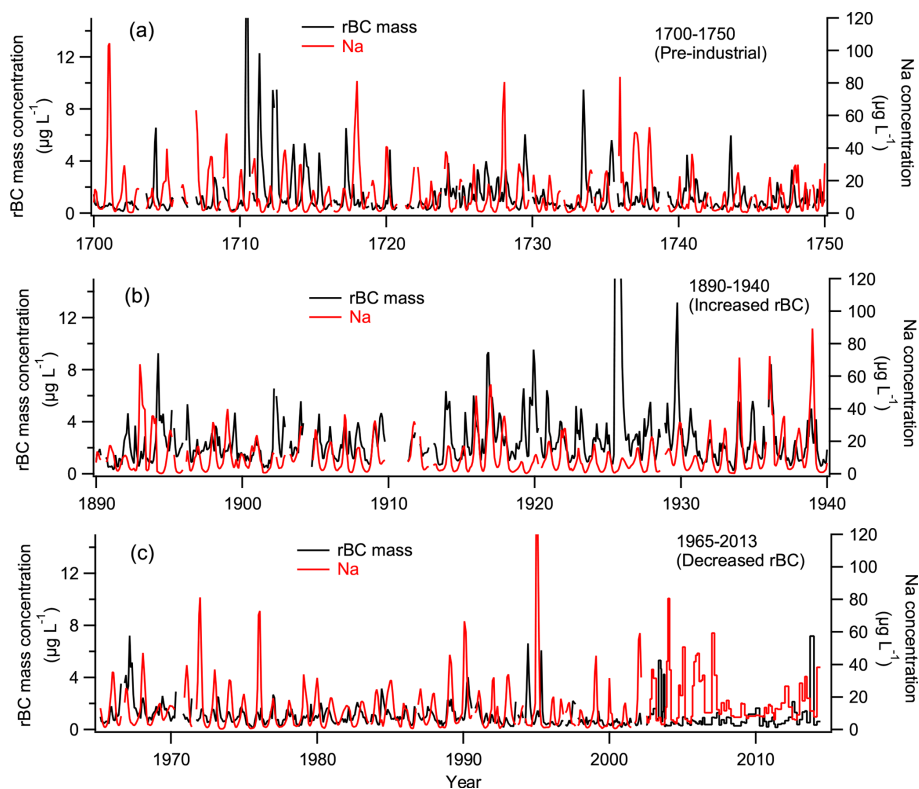 (a)
rBC mass
Na
1700-1750
(Pre-industrial)
rBC mass concentration
(µg L⁻¹)
12
8
4
0
120
100
80
60
40
20
0
Na concentration
(µg L⁻¹)
1700
1710
1720
1730
1740
1750
(b)
rBC mass
Na
1890-1940
(Increased rBC)
rBC mass concentration
(µg L⁻¹)
12
8
4
0
120
100
80
60
40
20
0
Na concentration
(µg L⁻¹)
1890
1900
1910
1920
1930
1940
(c)
rBC mass
Na
1965-2013
(Decreased rBC)
rBC mass concentration
(µg L⁻¹)
12
8
4
0
120
100
80
60
40
20
0
Na concentration
(µg L⁻¹)
1970
1980
1990
2000
2010
Year